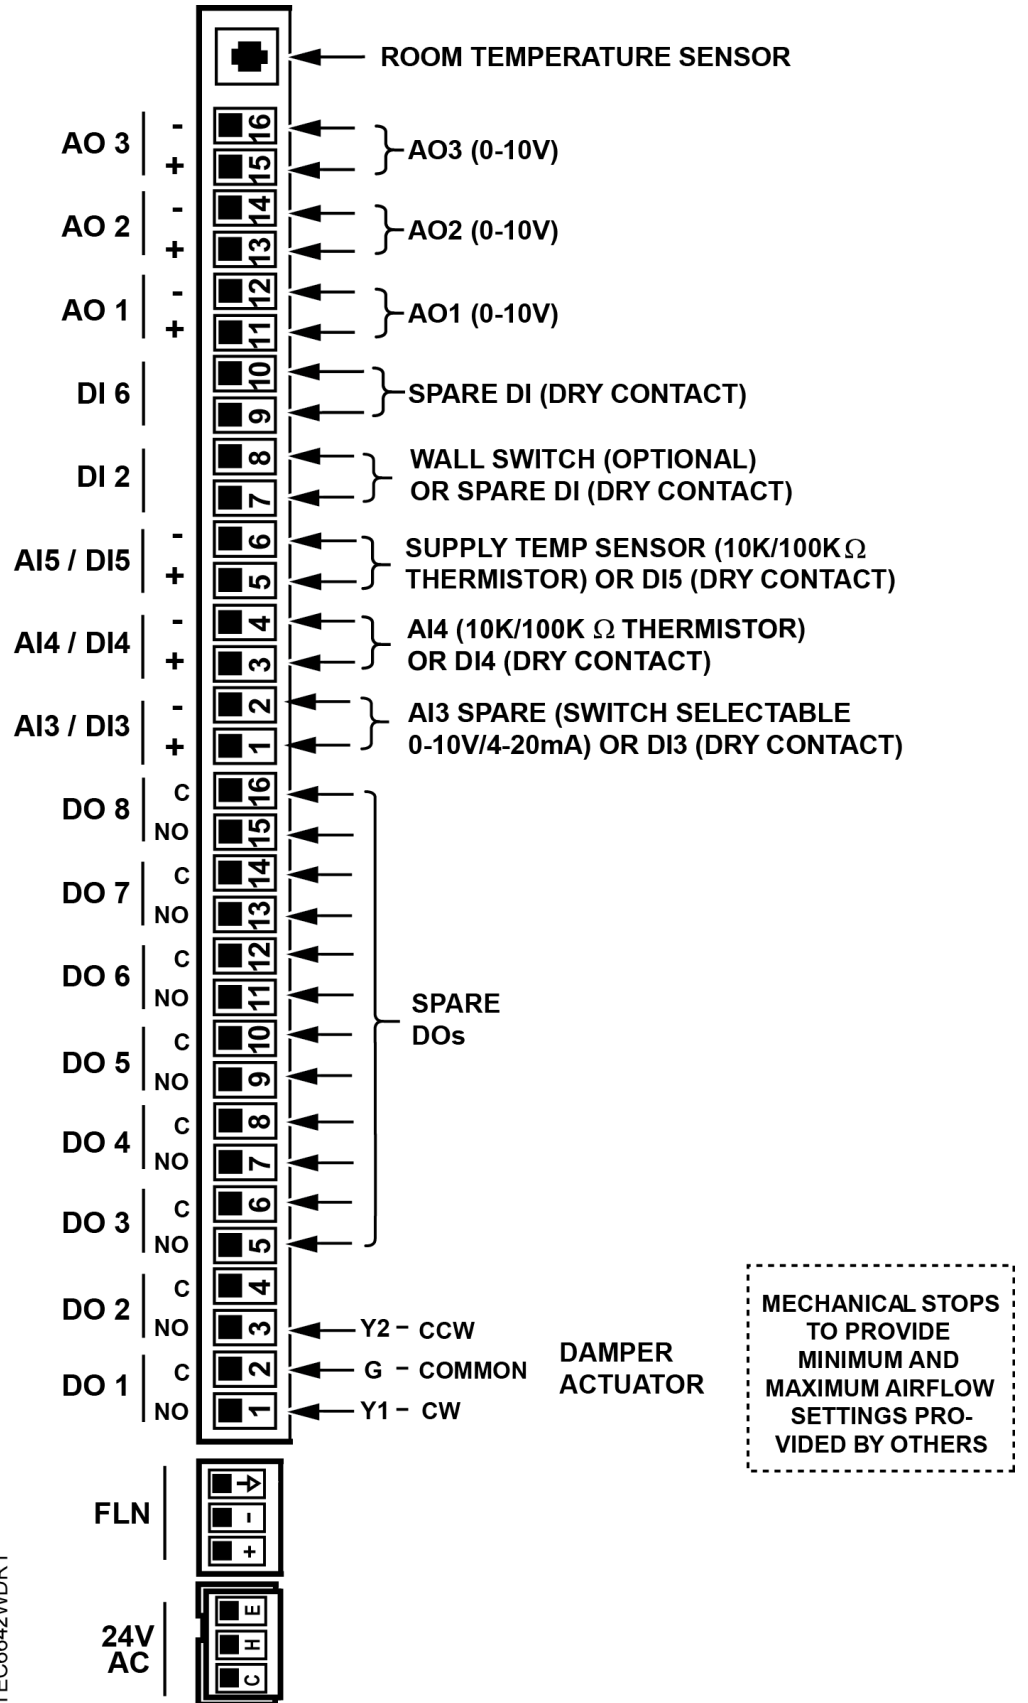 ROOM TEMPERATURE SENSOR
AO 3 - 16
+ 15
AO3 (0-10V)
AO 2 - 14
+ 13
AO2 (0-10V)
AO 1 - 12
+ 11
AO1 (0-10V)
DI 6 10
9
SPARE DI (DRY CONTACT)
DI 2 8
7
WALL SWITCH (OPTIONAL)
OR SPARE DI (DRY CONTACT)
AI5 / DI5 - 6
+ 5
SUPPLY TEMP SENSOR (10K/100KΩ
THERMISTOR) OR DI5 (DRY CONTACT)
AI4 / DI4 - 4
+ 3
AI4 (10K/100K Ω THERMISTOR)
OR DI4 (DRY CONTACT)
AI3 / DI3 - 2
+ 1
AI3 SPARE (SWITCH SELECTABLE
0-10V/4-20mA) OR DI3 (DRY CONTACT)
DO 8 C 16
NO 15
DO 7 C 14
NO 13
DO 6 C 12
NO 11
SPARE
DOs
DO 5 C 10
NO 9
DO 4 C 8
NO 7
DO 3 C 6
NO 5
DO 2 C 4
NO 3 Y2 - CCW
DO 1 C 2 G - COMMON
NO 1 Y1 - CW
DAMPER
ACTUATOR
MECHANICAL STOPS
TO PROVIDE
MINIMUM AND
MAXIMUM AIRFLOW
SETTINGS PRO-
VIDED BY OTHERS
FLN
-
+
24V
AC
E
H
C